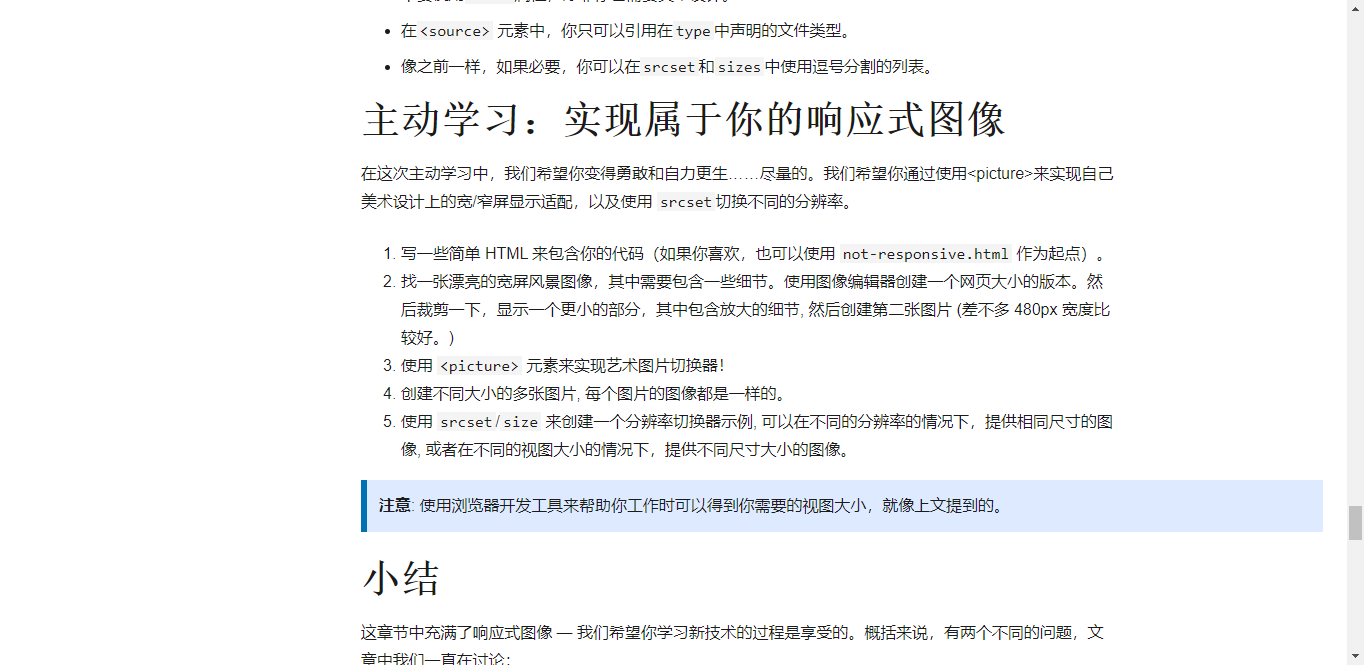 在 <source> 元素中，你只可以引用在 type 中声明的文件类型。
像之前一样，如果必要，你可以在 srcset 和 sizes 中使用逗号分割的列表。
主动学习：实现属于你的响应式图像
在这次主动学习中，我们希望你变得勇敢和自力更生……尽量的。我们希望你通过使用<picture>来实现自己
美术设计上的宽/窄屏显示适配，以及使用 srcset 切换不同的分辨率。
1. 写一些简单 HTML 来包含你的代码（如果你喜欢，也可以使用 not-responsive.html 作为起点）。
2. 找一张漂亮的宽屏风景图像，其中需要包含一些细节。使用图像编辑器创建一个网页大小的版本。然
后裁剪一下，显示一个更小的部分，其中包含放大的细节, 然后创建第二张图片 (差不多 480px 宽度比
较好。)
3. 使用 <picture> 元素来实现艺术图片切换器！
4. 创建不同大小的多张图片, 每个图片的图像都是一样的。
5. 使用 srcset/size 来创建一个分辨率切换器示例, 可以在不同的分辨率的情况下，提供相同尺寸的图
像, 或者在不同的视图大小的情况下，提供不同尺寸大小的图像。
注意: 使用浏览器开发工具来帮助你工作时可以得到你需要的视图大小，就像上文提到的。
小结
这章节中充满了响应式图像 — 我们希望你学习新技术的过程是享受的。概括来说，有两个不同的问题，文
章中我们一直在讨论：